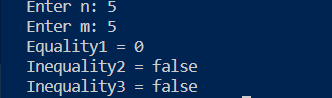 Enter n: 5
Enter m: 5
Equality1 = 0
Inequality2 = false
Inequality3 = false